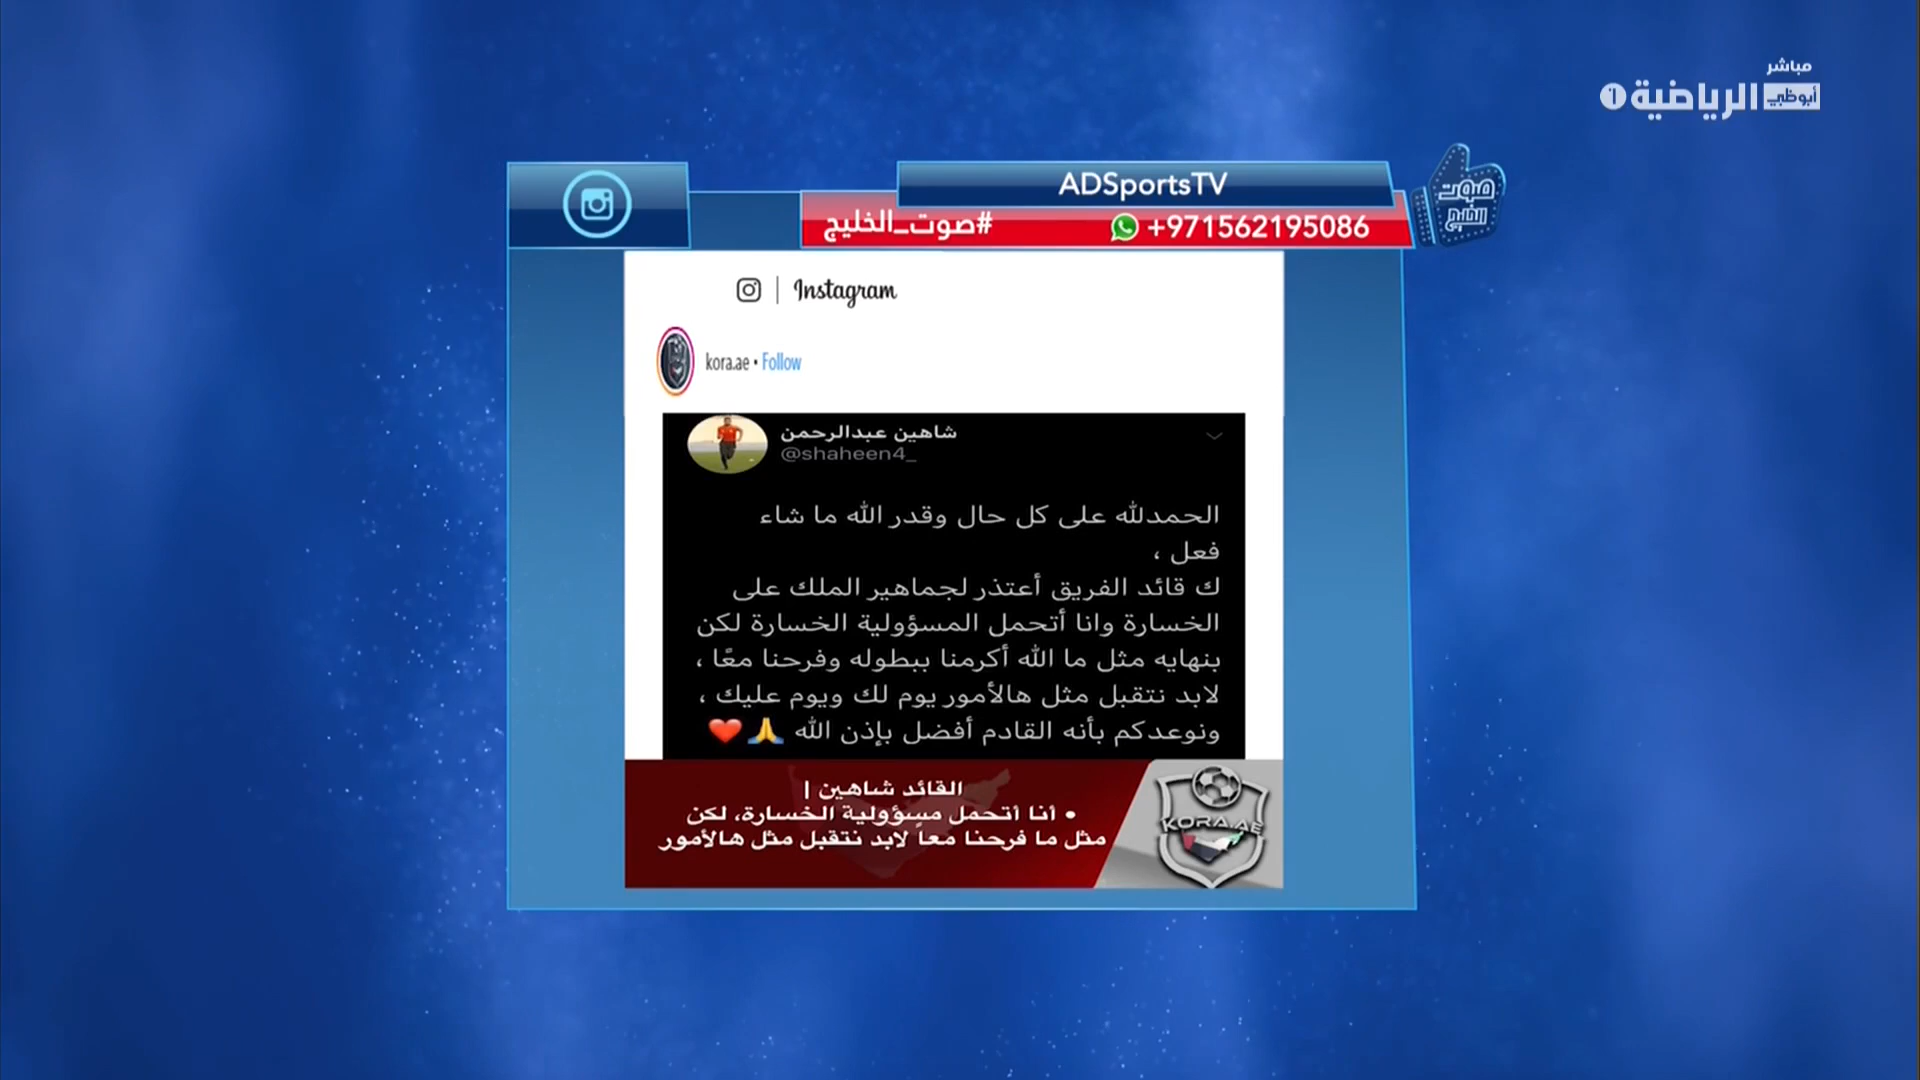 مباشر
أبوظبي الرياضية 1
ADSportsTV
#صوت_الخليج
+971562195086
صوت الخليج
Instagram
kora.ae • Follow
شاهين عبدالرحمن
@shaheen4_
الحمدلله على كل حال وقدر الله ما شاء
فعل ،
ك قائد الفريق أعتذر لجماهير الملك على
الخسارة وانا أتحمل المسؤولية الخسارة لكن
بنهايه مثل ما الله أكرمنا ببطوله وفرحنا معًا ،
لابد نتقبل مثل هالأمور يوم لك ويوم عليك ،
ونوعدكم بأنه القادم أفضل بإذن الله 🙏❤️
القائد شاهين |
• أنا أتحمل مسؤولية الخسارة، لكن
مثل ما فرحنا معاً لابد نتقبل مثل هالأمور
KORA.AE